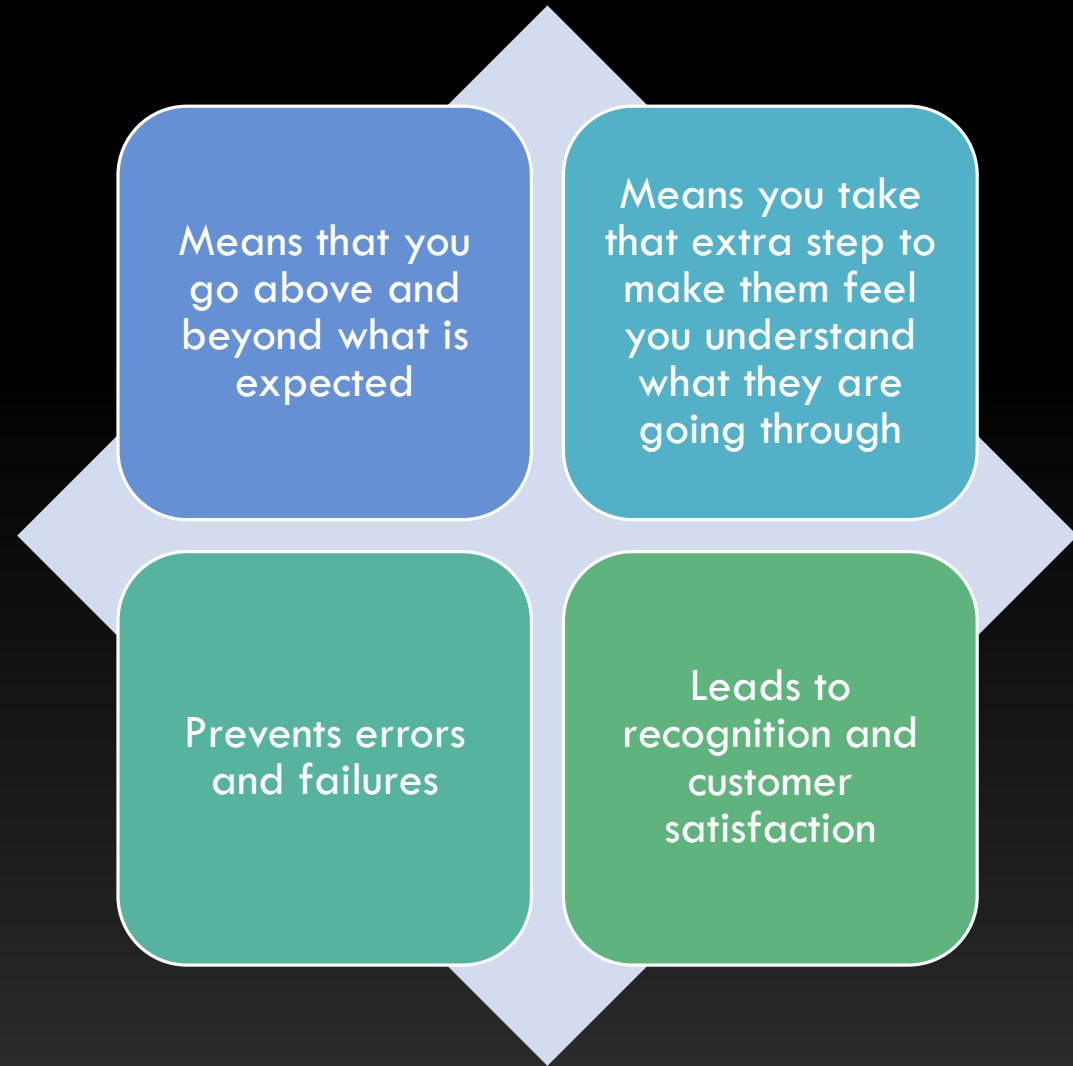 Means that you
go above and
beyond what is
expected
Means you take
that extra step to
make them feel
you understand
what they are
going through
Prevents errors
and failures
Leads to
recognition and
customer
satisfaction